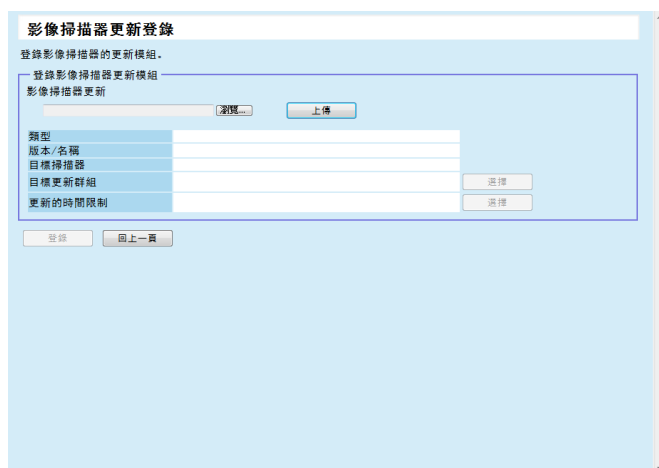 影像掃描器更新登錄
登錄影像掃描器的更新模組。
登錄影像掃描器更新模組
影像掃描器更新
瀏覽... 上傳
類型
版本/名稱
目標掃描器
目標更新群組 選擇
更新的時間限制 選擇
登錄 回上一頁